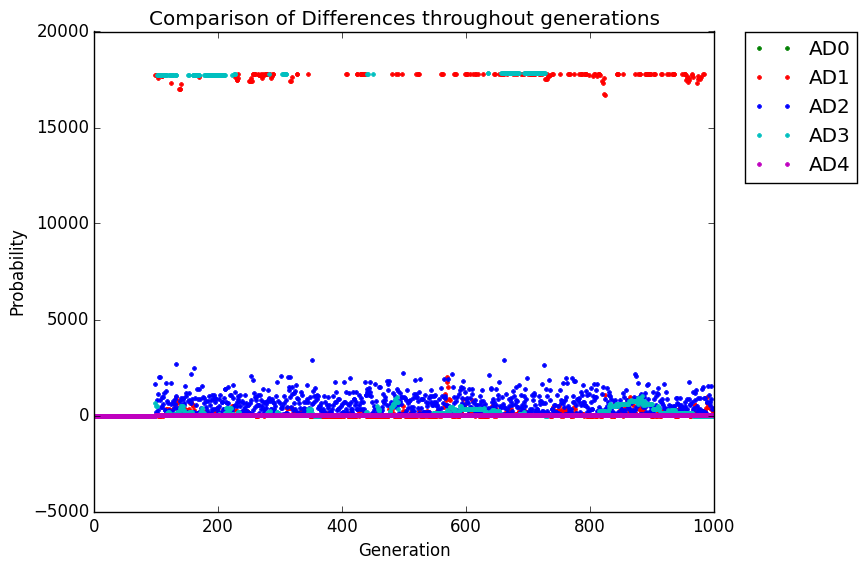 Comparison of Differences throughout generations
20000
15000
10000
5000
0
−5000
Probability
0 200 400 600 800 1000
Generation
AD0
AD1
AD2
AD3
AD4